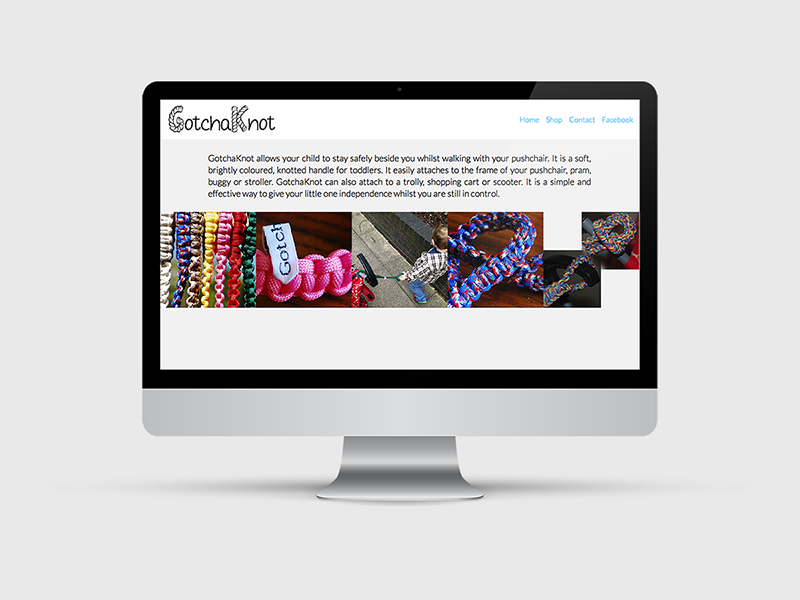 GotchaKnot
Home Shop Contact Facebook
GotchaKnot allows your child to stay safely beside you whilst walking with your pushchair. It is a soft,
brightly coloured, knotted handle for toddlers. It easily attaches to the frame of your pushchair, pram,
buggy or stroller. GotchaKnot can also attach to a trolly, shopping cart or scooter. It is a simple and
effective way to give your little one independence whilst you are still in control.
Gotch